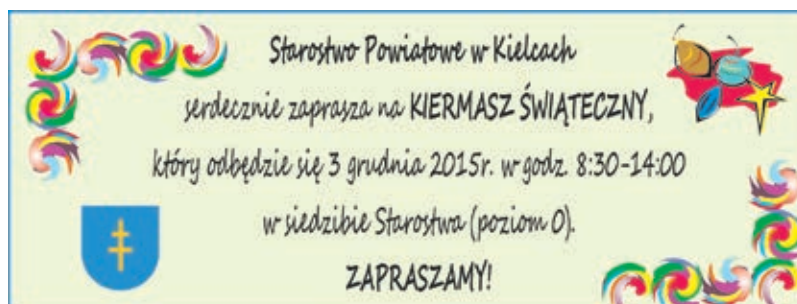 Starostwo Powiatowe w Kielcach
serdecznie zaprasza na KIERMASZ ŚWIĄTECZNY,
który odbędzie się 3 grudnia 2015r. w godz. 8:30-14:00
w siedzibie Starostwa (poziom 0).
ZAPRASZAMY!